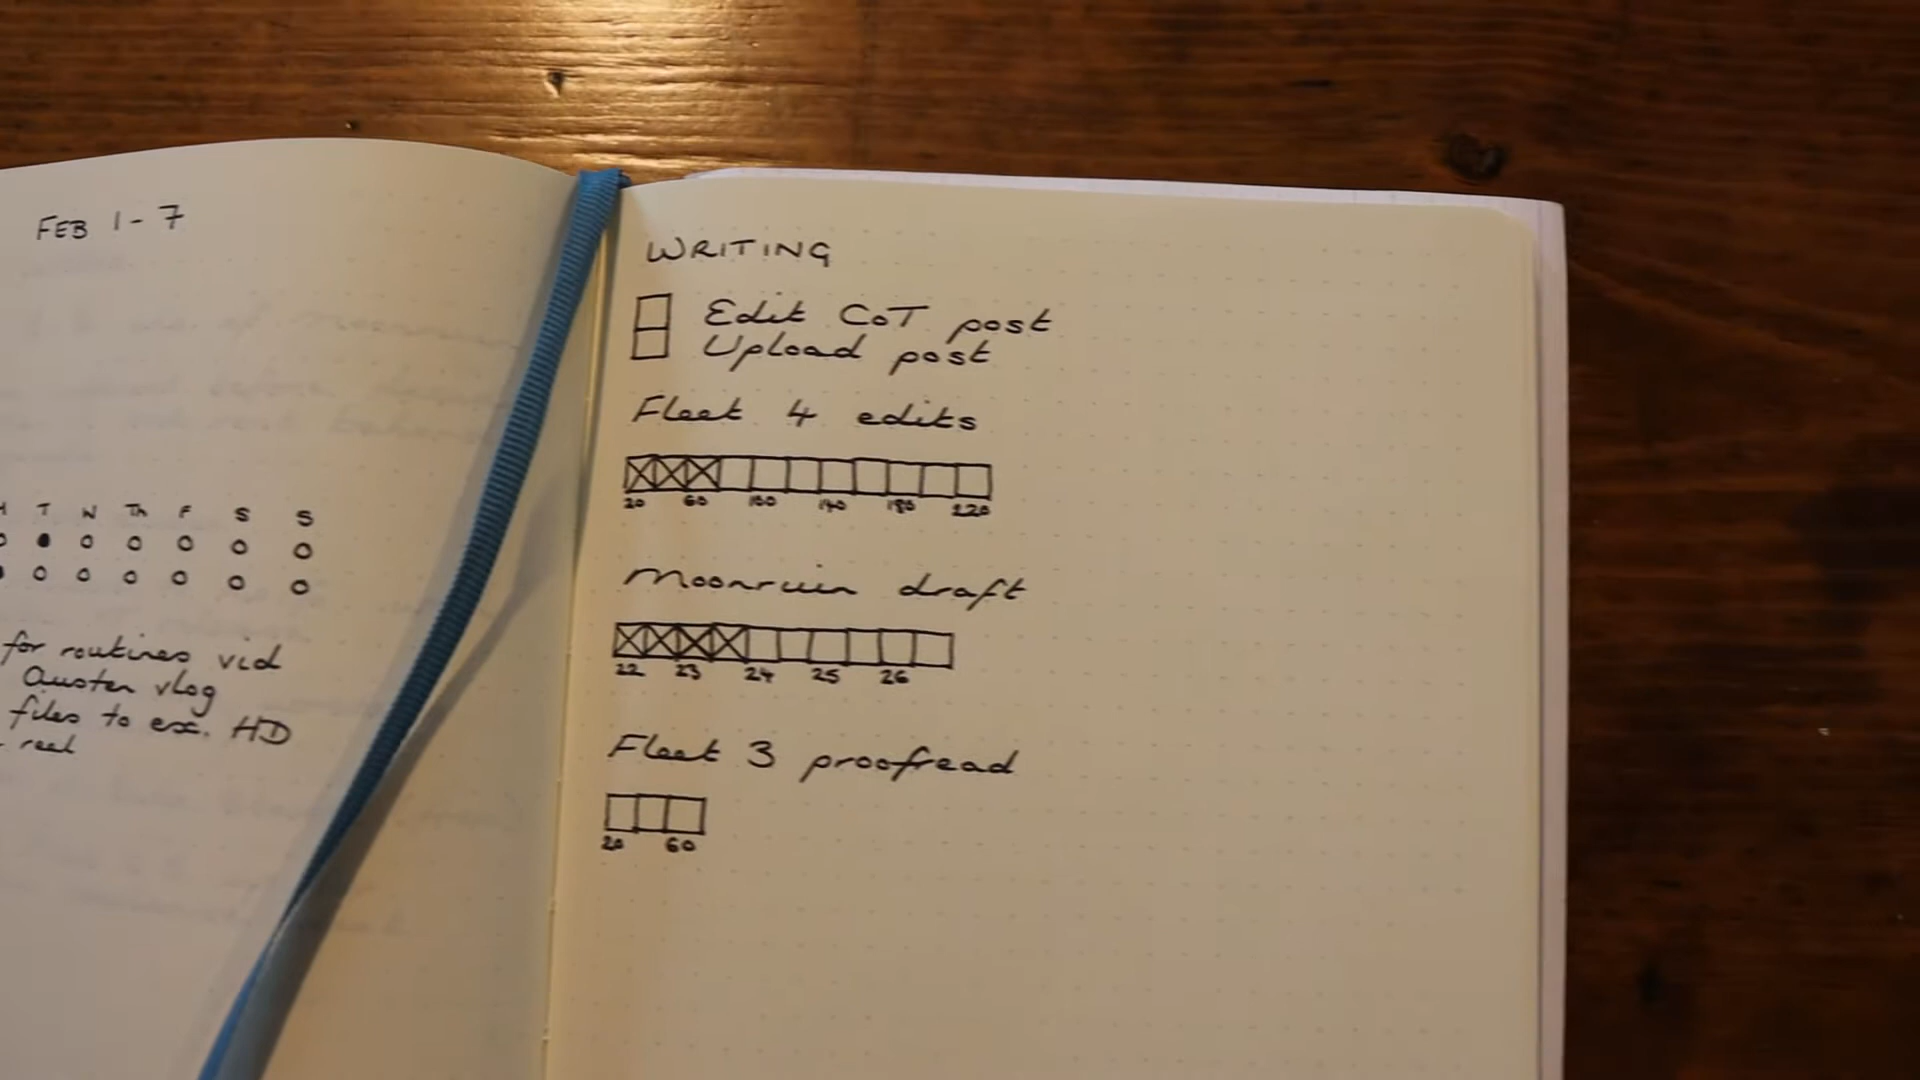 FEB 1-7
T W Th F S S
for routines vid
Austen vlog
files to ex. HD
reel
WRITING
Edit CoT post
Upload post
Fleet 4 edits
20 60 100 140 180 220
Moonruin draft
22 23 24 25 26
Fleet 3 proofread
20 60